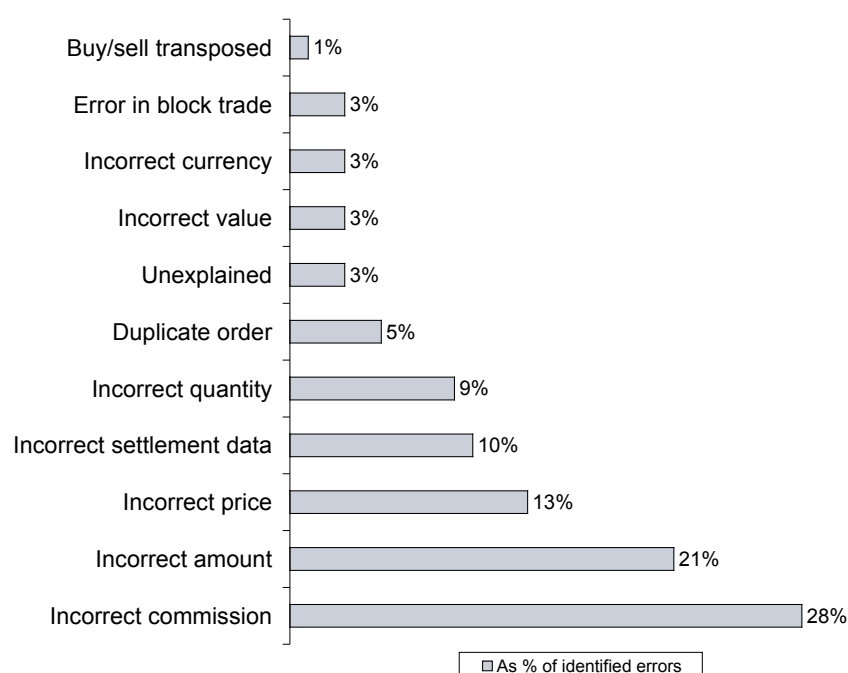 Buy/sell transposed 1%
Error in block trade 3%
Incorrect currency 3%
Incorrect value 3%
Unexplained 3%
Duplicate order 5%
Incorrect quantity 9%
Incorrect settlement data 10%
Incorrect price 13%
Incorrect amount 21%
Incorrect commission 28%
As % of identified errors